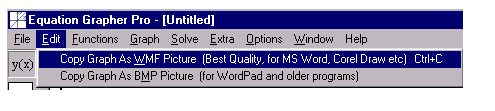 Equation Grapher Pro - [Untitled]
File Edit Functions Graph Solve Extra Options Window Help
y(x)
Copy Graph As WMF Picture (Best Quality, for MS Word, Corel Draw etc) Ctrl+C
Copy Graph As BMP Picture (for WordPad and older programs)